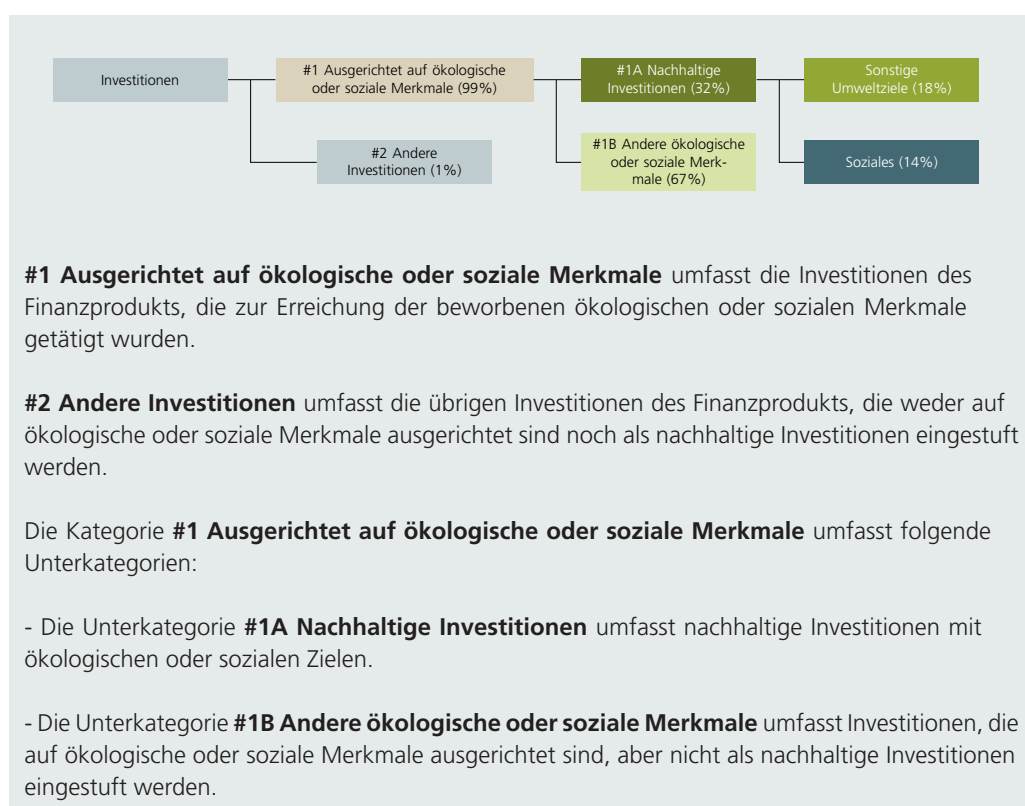 Investitionen
#1 Ausgerichtet auf ökologische
oder soziale Merkmale (99%)
#1A Nachhaltige
Investitionen (32%)
Sonstige
Umweltziele (18%)
#2 Andere
Investitionen (1%)
#1B Andere ökologische
oder soziale Merk-
male (67%)
Soziales (14%)
#1 Ausgerichtet auf ökologische oder soziale Merkmale umfasst die Investitionen des
Finanzprodukts, die zur Erreichung der beworbenen ökologischen oder sozialen Merkmale
getätigt wurden.
#2 Andere Investitionen umfasst die übrigen Investitionen des Finanzprodukts, die weder auf
ökologische oder soziale Merkmale ausgerichtet sind noch als nachhaltige Investitionen eingestuft
werden.
Die Kategorie #1 Ausgerichtet auf ökologische oder soziale Merkmale umfasst folgende
Unterkategorien:
- Die Unterkategorie #1A Nachhaltige Investitionen umfasst nachhaltige Investitionen mit
ökologischen oder sozialen Zielen.
- Die Unterkategorie #1B Andere ökologische oder soziale Merkmale umfasst Investitionen, die
auf ökologische oder soziale Merkmale ausgerichtet sind, aber nicht als nachhaltige Investitionen
eingestuft werden.